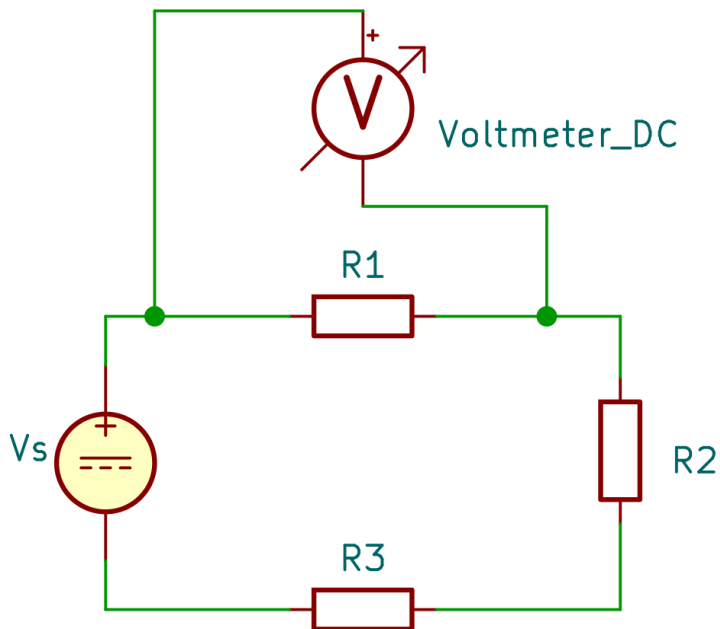 +
V
Voltmeter_DC
R1
+
Vs
R2
R3